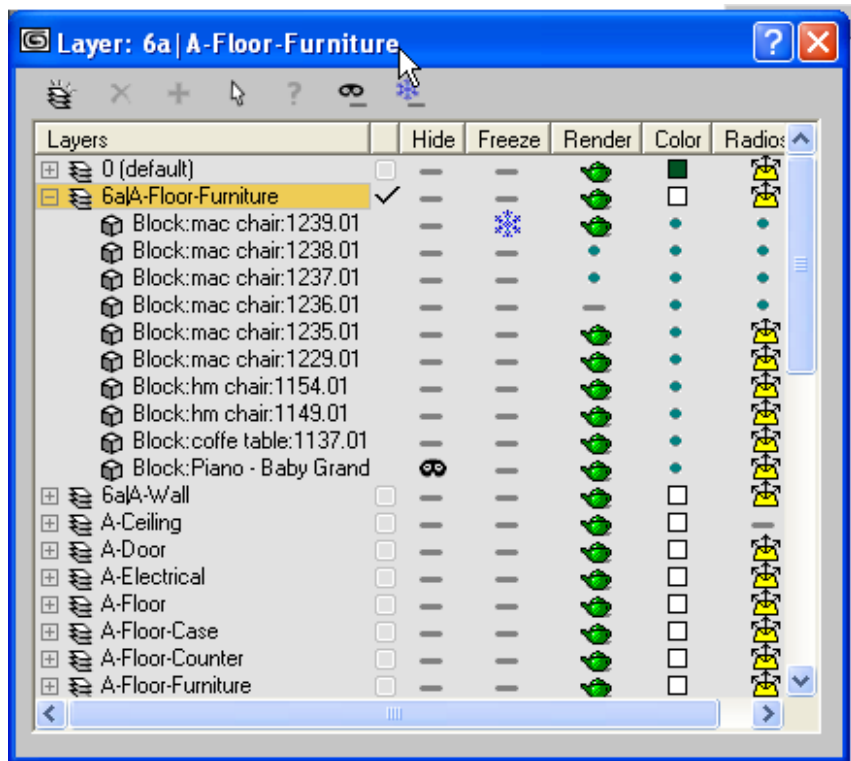 Layer: 6a|A-Floor-Furniture
Layers Hide Freeze Render Color Radios
0 (default)
6a|A-Floor-Furniture
Block:mac chair:1239.01
Block:mac chair:1238.01
Block:mac chair:1237.01
Block:mac chair:1236.01
Block:mac chair:1235.01
Block:mac chair:1229.01
Block:hm chair:1154.01
Block:hm chair:1149.01
Block:coffe table:1137.01
Block:Piano - Baby Grand
6a|A-Wall
A-Ceiling
A-Door
A-Electrical
A-Floor
A-Floor-Case
A-Floor-Counter
A-Floor-Furniture